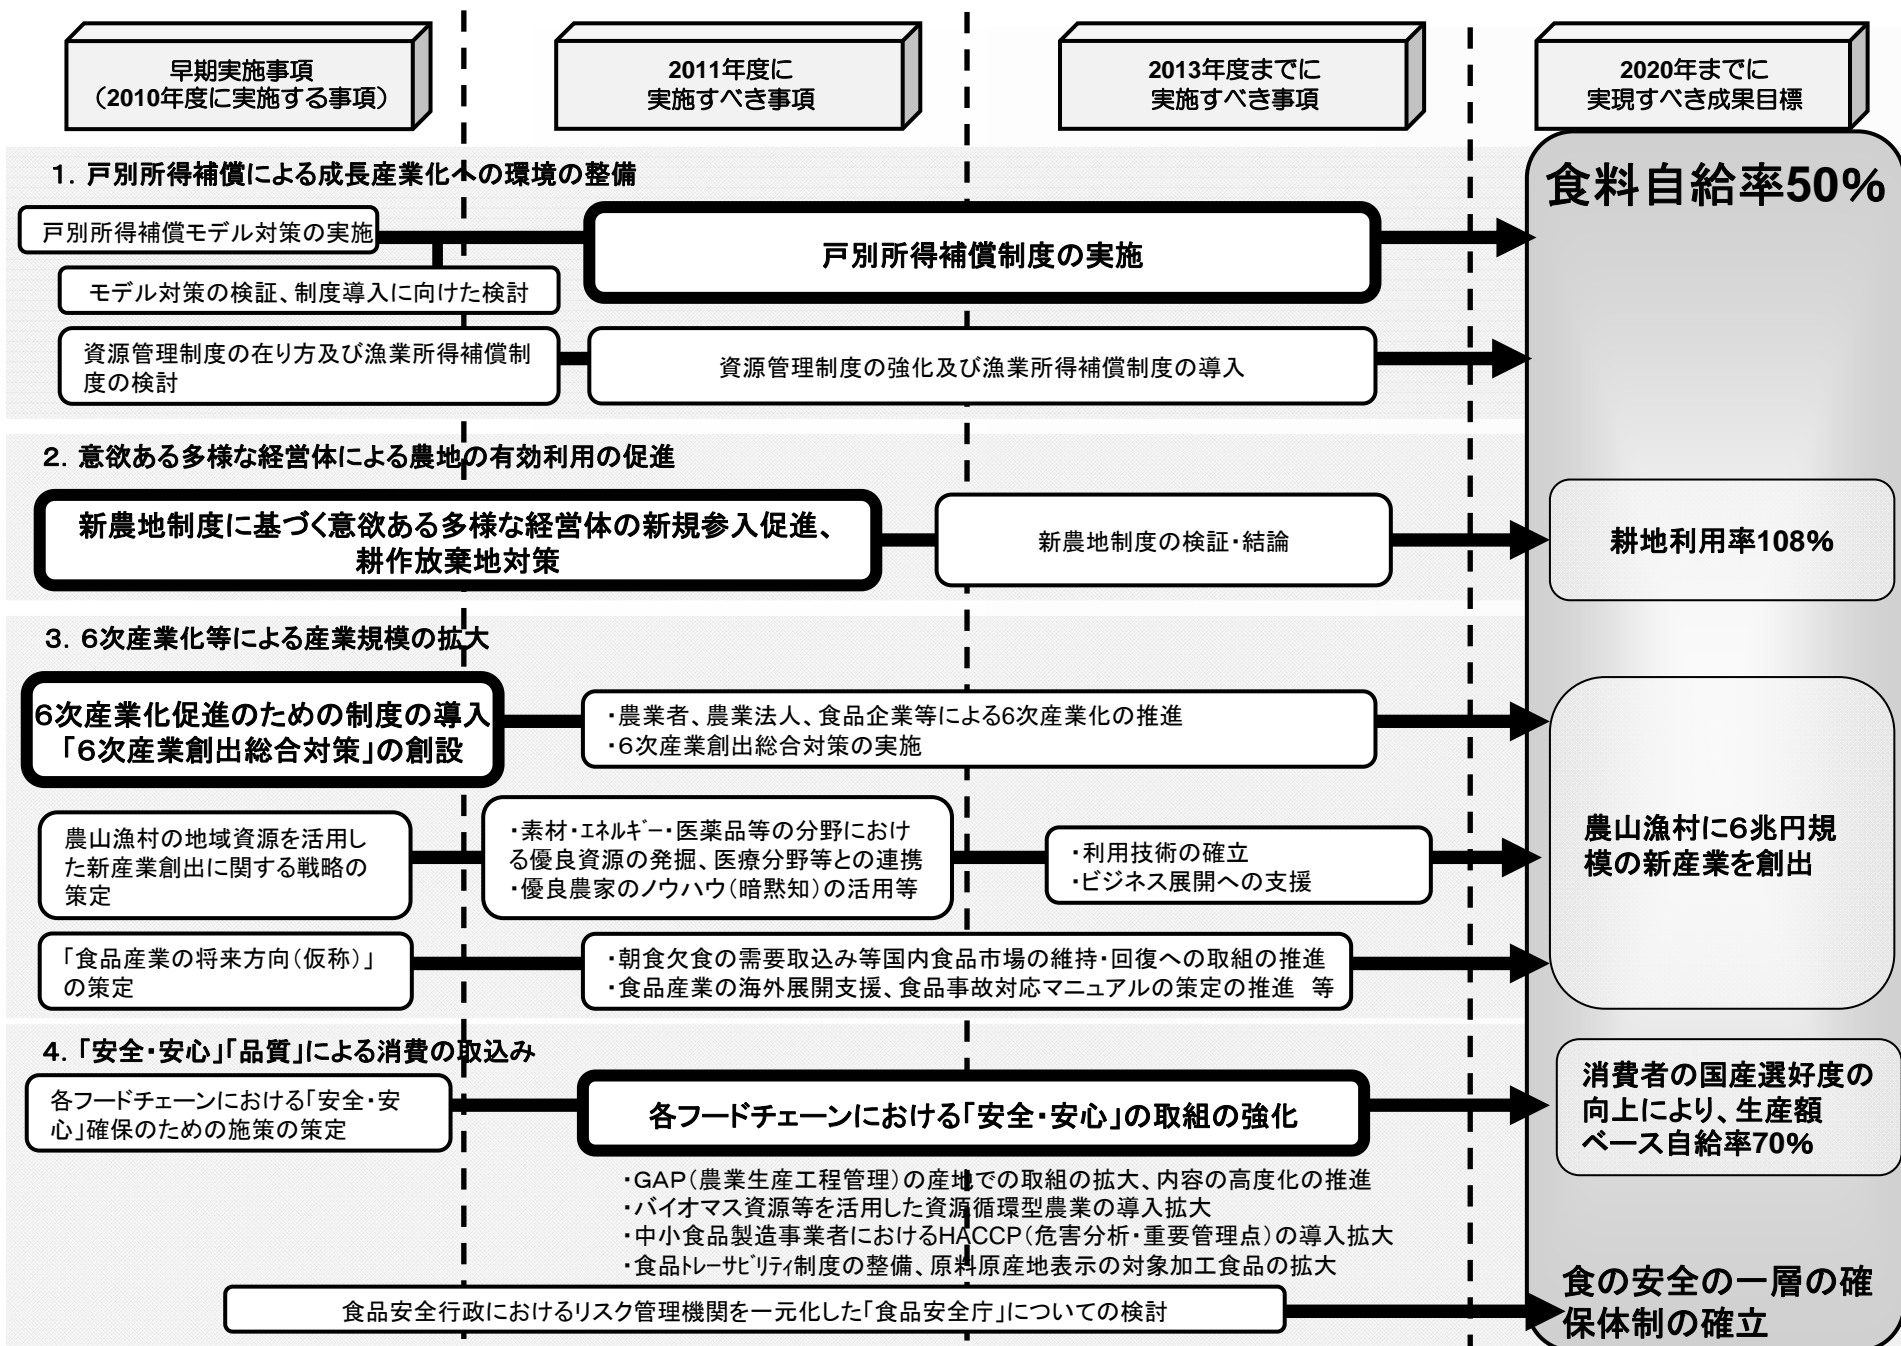 早期実施事項
（2010年度に実施する事項）
2011年度に
実施すべき事項
2013年度までに
実施すべき事項
2020年までに
実現すべき成果目標
食料自給率50%
1．戸別所得補償による成長産業化への環境の整備
戸別所得補償モデル対策の実施
戸別所得補償制度の実施
モデル対策の検証、制度導入に向けた検討
資源管理制度の在り方及び漁業所得補償制
度の検討
資源管理制度の強化及び漁業所得補償制度の導入
2．意欲ある多様な経営体による農地の有効利用の促進
新農地制度に基づく意欲ある多様な経営体の新規参入促進、
耕作放棄地対策
新農地制度の検証・結論
耕地利用率108%
3．6次産業化等による産業規模の拡大
6次産業化促進のための制度の導入
「6次産業創出総合対策」の創設
・農業者、農業法人、食品企業等による6次産業化の推進
・6次産業創出総合対策の実施
農山漁村の地域資源を活用し
た新産業創出に関する戦略の
策定
・素材・ｴﾈﾙｷﾞｰ・医薬品等の分野におけ
る優良資源の発掘、医療分野等との連携
・優良農家のノウハウ（暗黙知）の活用等
・利用技術の確立
・ビジネス展開への支援
農山漁村に6兆円規
模の新産業を創出
「食品産業の将来方向（仮称）」
の策定
・朝食欠食の需要取込み等国内食品市場の維持・回復への取組の推進
・食品産業の海外展開支援、食品事故対応マニュアルの策定の推進　等
4．「安全・安心」「品質」による消費の取込み
各フードチェーンにおける「安全・安
心」確保のための施策の策定
各フードチェーンにおける「安全・安心」の取組の強化
消費者の国産選好度の
向上により、生産額
ベース自給率70%
・GAP（農業生産工程管理）の産地での取組の拡大、内容の高度化の推進
・バイオマス資源等を活用した資源循環型農業の導入拡大
・中小食品製造事業者におけるHACCP（危害分析・重要管理点）の導入拡大
・食品ﾄﾚｰｻﾋﾞﾘﾃｨ制度の整備、原料原産地表示の対象加工食品の拡大
食品安全行政におけるリスク管理機関を一元化した「食品安全庁」についての検討
食の安全の一層の確
保体制の確立